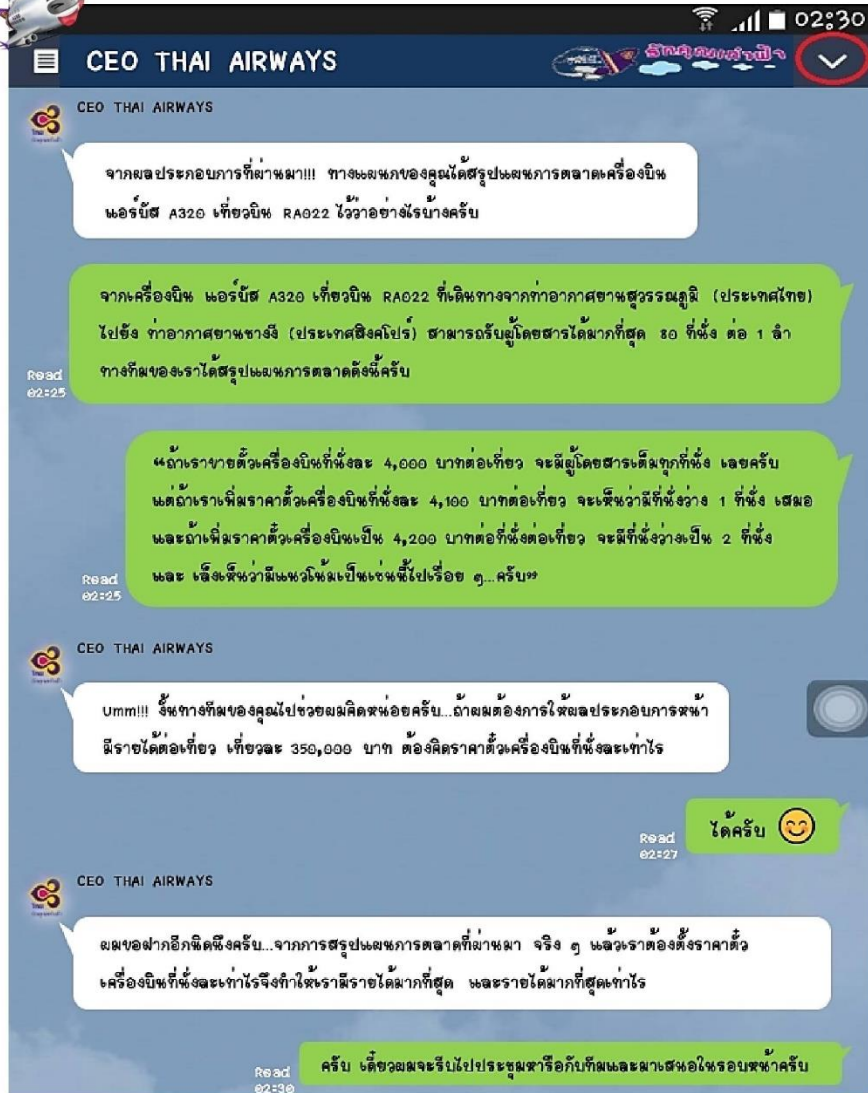 02:30
CEO THAI AIRWAYS
รักคุณเท่าฟ้า
CEO THAI AIRWAYS
จากผลประกอบการที่ผ่านมา!!! ทางแผนกของคุณได้สรุปแผนการตลาดเครื่องบิน
แอร์บัส A320 เที่ยวบิน RA022 ไว้ว่าอย่างไรบ้างครับ
จากเครื่องบิน แอร์บัส A320 เที่ยวบิน RA022 ที่เดินทางจากท่าอากาศยานสุวรรณภูมิ (ประเทศไทย)
ไปยัง ท่าอากาศยานชางงี (ประเทศสิงคโปร์) สามารถรับผู้โดยสารได้มากที่สุด 80 ที่นั่ง ต่อ 1 ลำ
ทางทีมของเราได้สรุปแผนการตลาดดังนี้ครับ
Read
02:25
“ถ้าเราขายตั๋วเครื่องบินที่นั่งละ 4,000 บาทต่อเที่ยว จะมีผู้โดยสารเต็มทุกที่นั่ง เลยครับ
แต่ถ้าเราเพิ่มราคาตั๋วเครื่องบินที่นั่งละ 4,100 บาทต่อเที่ยว จะเห็นว่ามีที่นั่งว่าง 1 ที่นั่ง เสมอ
และถ้าเพิ่มราคาตั๋วเครื่องบินเป็น 4,200 บาทต่อที่นั่งต่อเที่ยว จะมีที่นั่งว่างเป็น 2 ที่นั่ง
และ เล็งเห็นว่ามีแนวโน้มเป็นเช่นนี้ไปเรื่อย ๆ...ครับ”
Read
02:25
CEO THAI AIRWAYS
Umm!!! งั้นทางทีมของคุณไปช่วยผมคิดหน่อยครับ...ถ้าผมต้องการให้ผลประกอบการหน้า
มีรายได้ต่อเที่ยว เที่ยวละ 350,000 บาท ต้องคิดราคาตั๋วเครื่องบินที่นั่งละเท่าไร
ได้ครับ
Read
02:27
CEO THAI AIRWAYS
ผมขอฝากอีกนิดนึงครับ...จากการสรุปแผนการตลาดที่ผ่านมา จริง ๆ แล้วเราต้องตั้งราคาตั๋ว
เครื่องบินที่นั่งละเท่าไรจึงทำให้เรามีรายได้มากที่สุด และรายได้มากที่สุดเท่าไร
ครับ เดี๋ยวผมจะรีบไปประชุมหารือกับทีมและมาเสนอในรอบหน้าครับ
Read
02:30